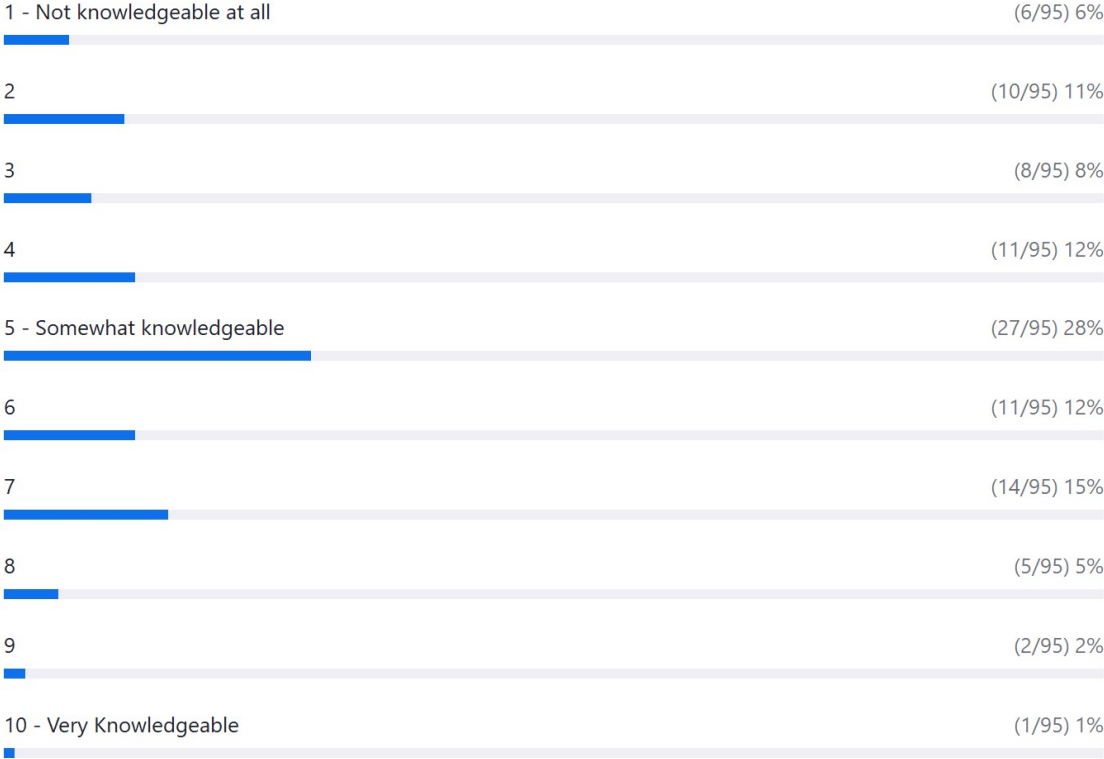 1 - Not knowledgeable at all (6/95) 6%
2 (10/95) 11%
3 (8/95) 8%
4 (11/95) 12%
5 - Somewhat knowledgeable (27/95) 28%
6 (11/95) 12%
7 (14/95) 15%
8 (5/95) 5%
9 (2/95) 2%
10 - Very Knowledgeable (1/95) 1%